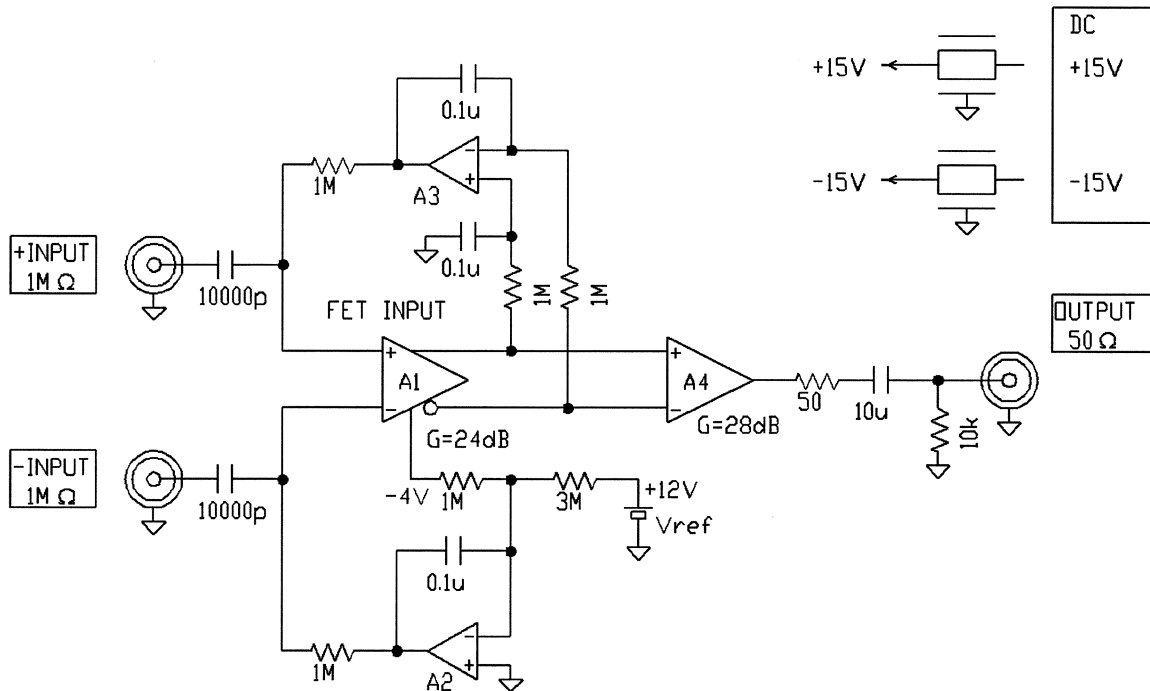 DC
+15V
+15V
-15V
-15V
0.1u
1M
- +
A3
0.1u
1M
1M
+INPUT
1MΩ
10000p
FET INPUT
+ -
A1
G=24dB
+ -
A4
G=28dB
50
10u
10k
OUTPUT
50Ω
-INPUT
1MΩ
10000p
-4V
1M
3M
+12V
Vref
0.1u
1M
- +
A2